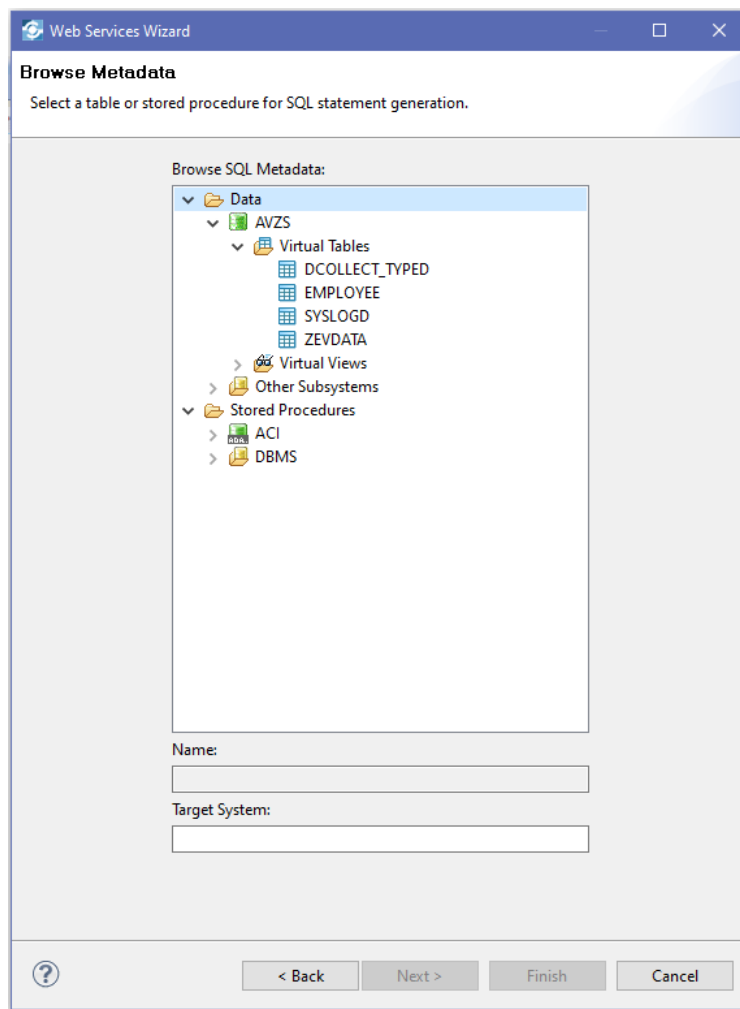 Web Services Wizard
Browse Metadata
Select a table or stored procedure for SQL statement generation.
Browse SQL Metadata:
Data
AVZS
Virtual Tables
DCOLLECT_TYPED
EMPLOYEE
SYSLOGD
ZEVDATA
Virtual Views
Other Subsystems
Stored Procedures
ACI
DBMS
Name:
Target System:
< Back Next > Finish Cancel